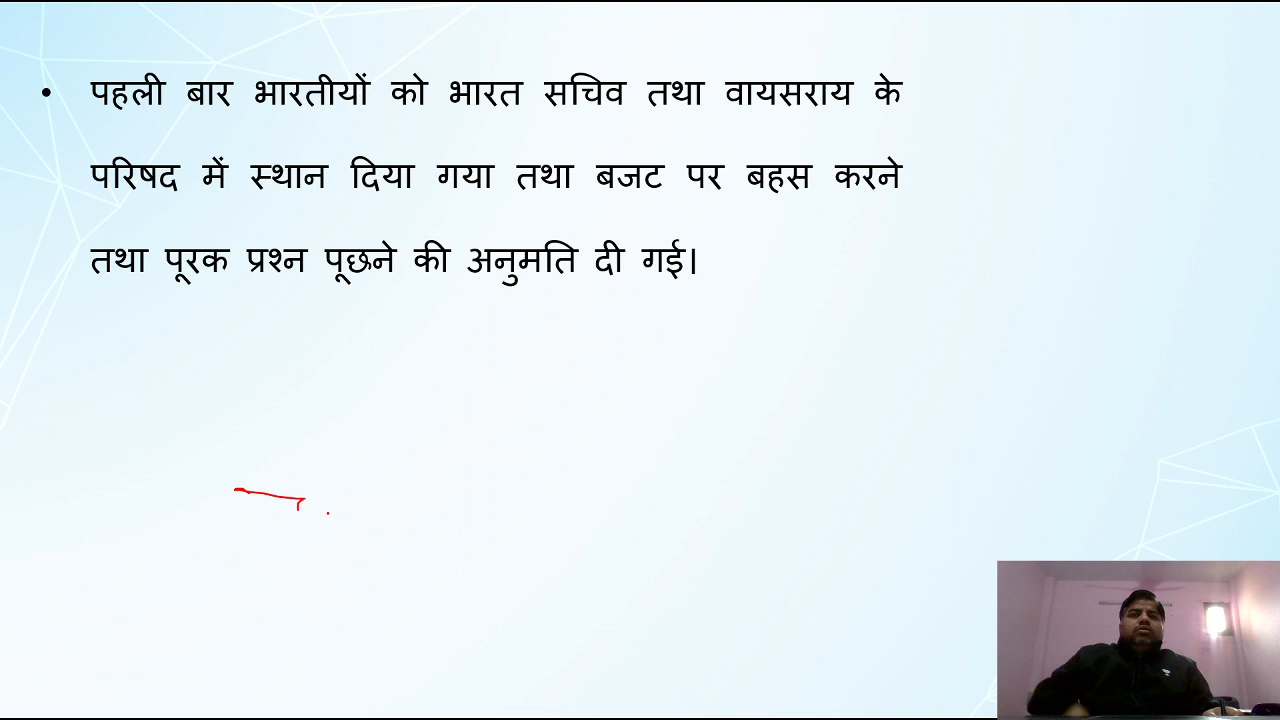 • पहली बार भारतीयों को भारत सचिव तथा वायसराय के
परिषद में स्थान दिया गया तथा बजट पर बहस करने
तथा पूरक प्रश्न पूछने की अनुमति दी गई।